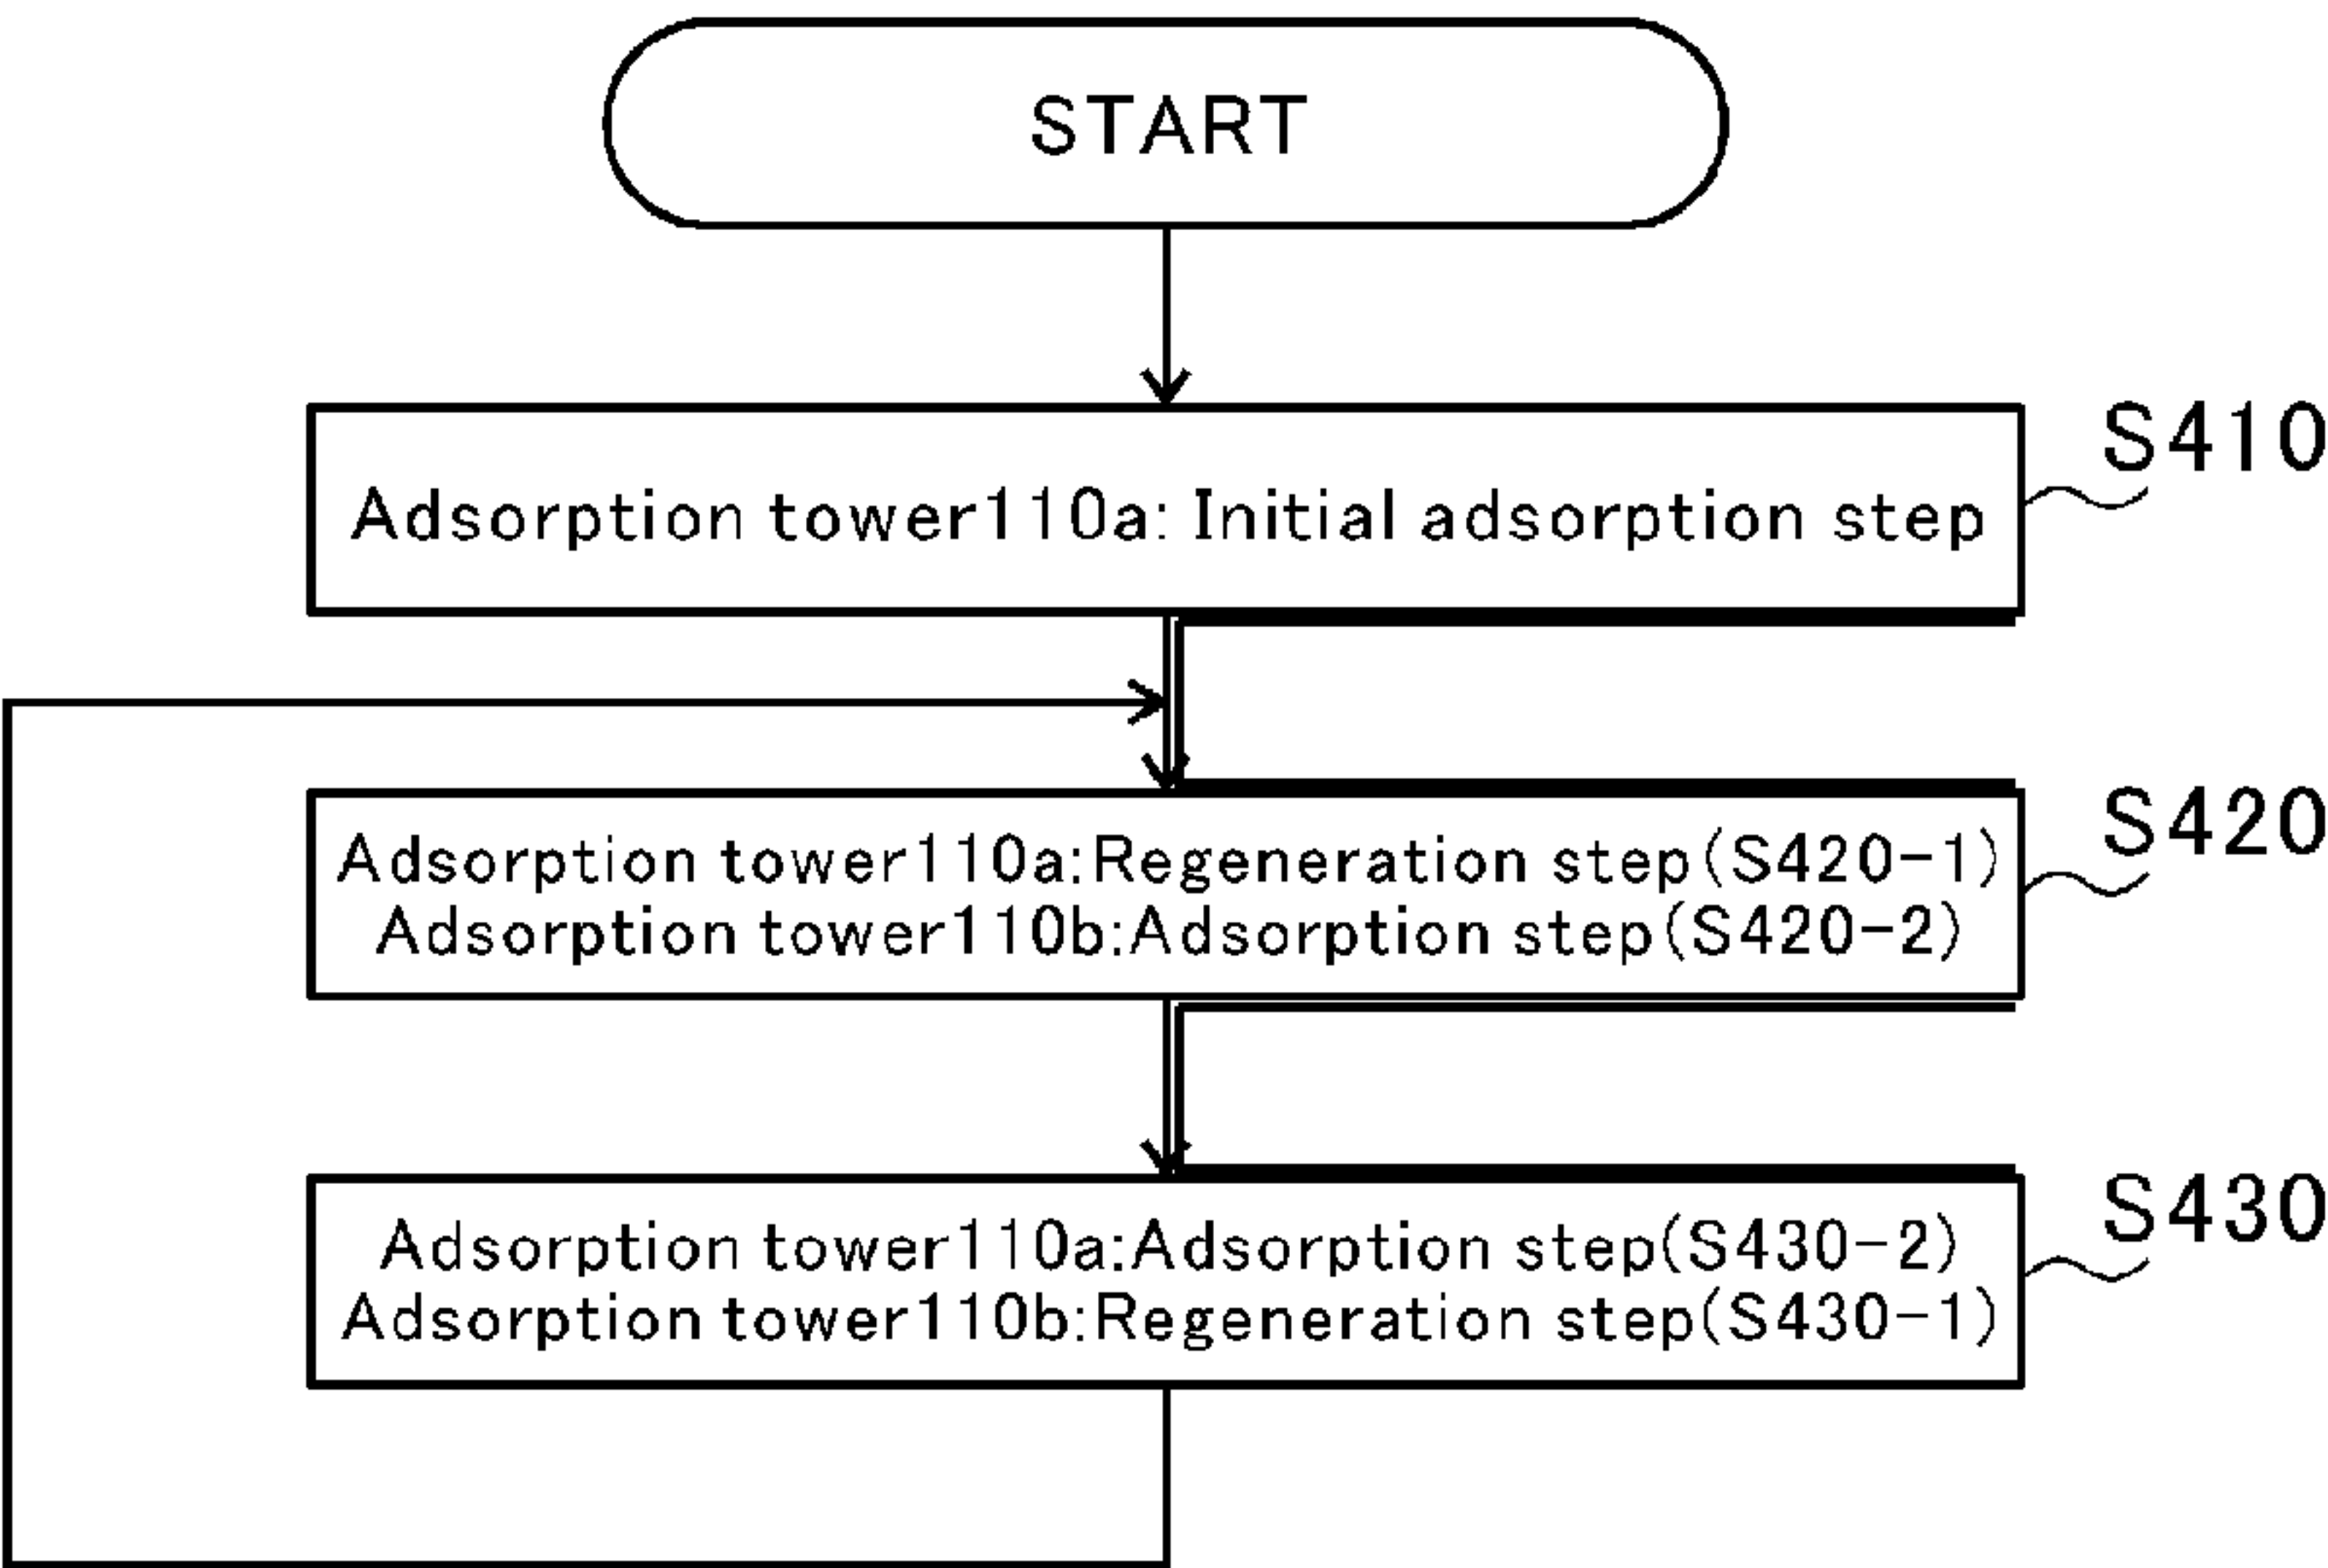 START
S410
Adsorption tower110a: Initial adsorption step
S420
Adsorption tower110a:Regeneration step(S420-1)
Adsorption tower110b:Adsorption step(S420-2)
S430
Adsorption tower110a:Adsorption step(S430-2)
Adsorption tower110b:Regeneration step(S430-1)